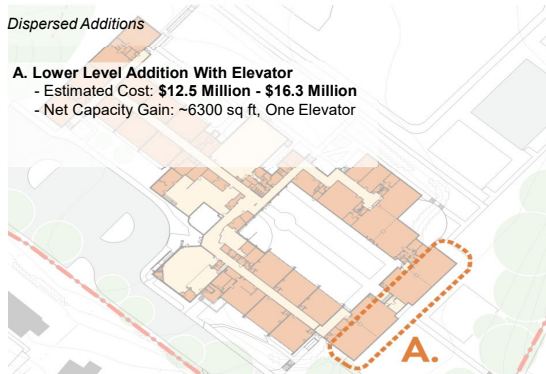 Dispersed Additions
A. Lower Level Addition With Elevator
- Estimated Cost: $12.5 Million - $16.3 Million
- Net Capacity Gain: ~6300 sq ft, One Elevator
A.